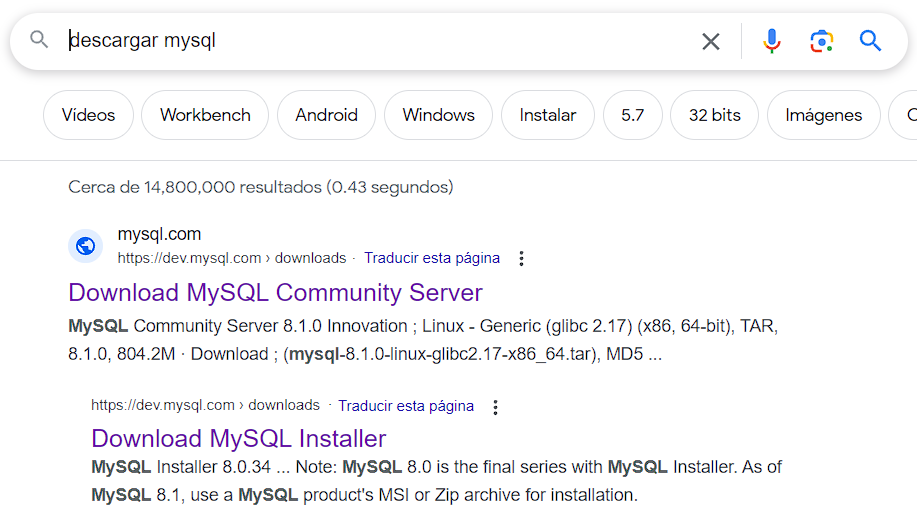 descargar mysql
Vídeos Workbench Android Windows Instalar 5.7 32 bits Imágenes
Cerca de 14,800,000 resultados (0.43 segundos)
mysql.com
https://dev.mysql.com › downloads · Traducir esta página
Download MySQL Community Server
MySQL Community Server 8.1.0 Innovation ; Linux - Generic (glibc 2.17) (x86, 64-bit), TAR,
8.1.0, 804.2M · Download ; (mysql-8.1.0-linux-glibc2.17-x86_64.tar), MD5 ...
https://dev.mysql.com › downloads · Traducir esta página
Download MySQL Installer
MySQL Installer 8.0.34 ... Note: MySQL 8.0 is the final series with MySQL Installer. As of
MySQL 8.1, use a MySQL product's MSI or Zip archive for installation.